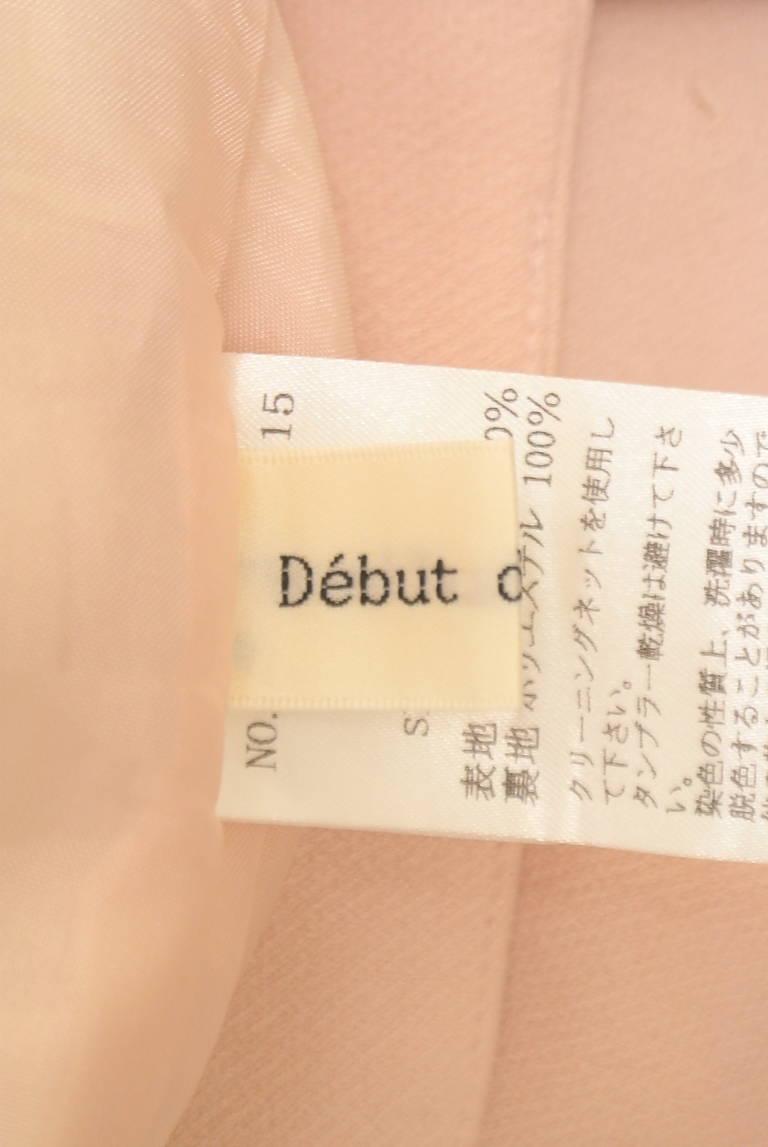 Début d
NO. 15
S
表地 0%
裏地 ポリエステル 100%
クリーニングネットを使用し
て下さい。
タンブラー乾燥は避けて下さ
い。
染色の性質上、洗濯時に多少
脱色することがありますので